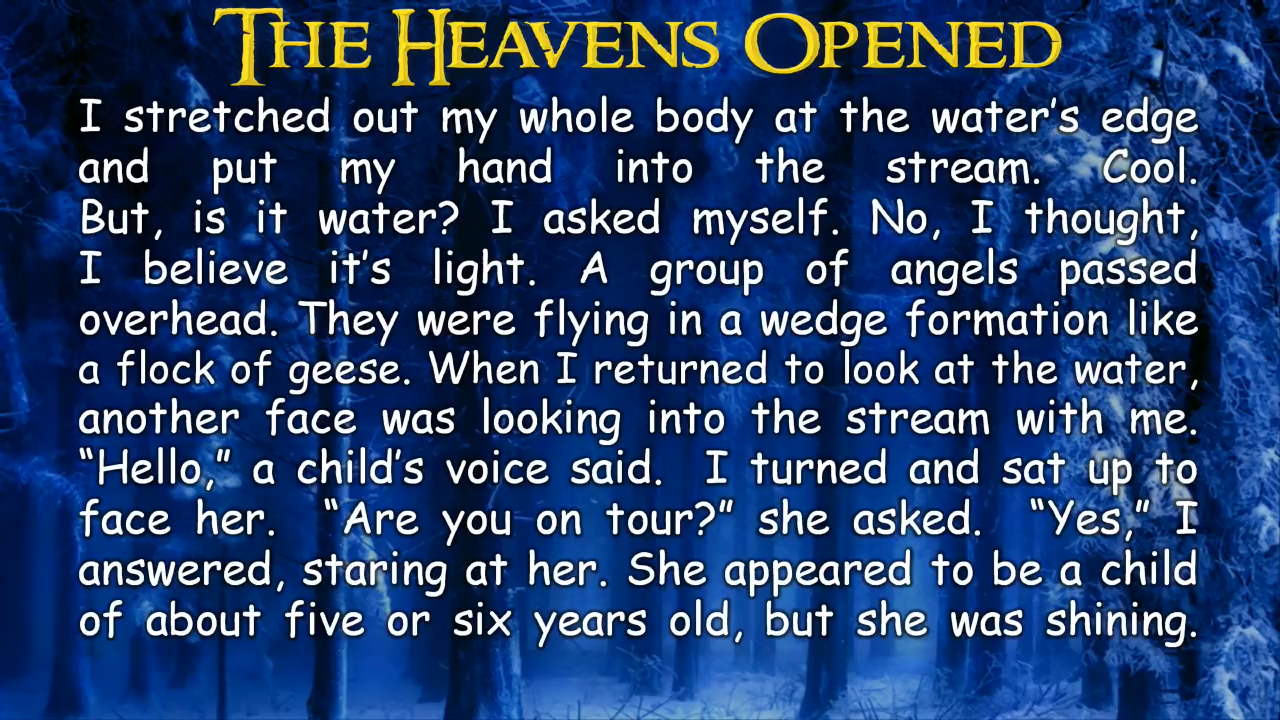 The Heavens Opened
I stretched out my whole body at the water’s edge
and put my hand into the stream. Cool.
But, is it water? I asked myself. No, I thought,
I believe it’s light. A group of angels passed
overhead. They were flying in a wedge formation like
a flock of geese. When I returned to look at the water,
another face was looking into the stream with me.
“Hello,” a child’s voice said. I turned and sat up to
face her. “Are you on tour?” she asked. “Yes,” I
answered, staring at her. She appeared to be a child
of about five or six years old, but she was shining.